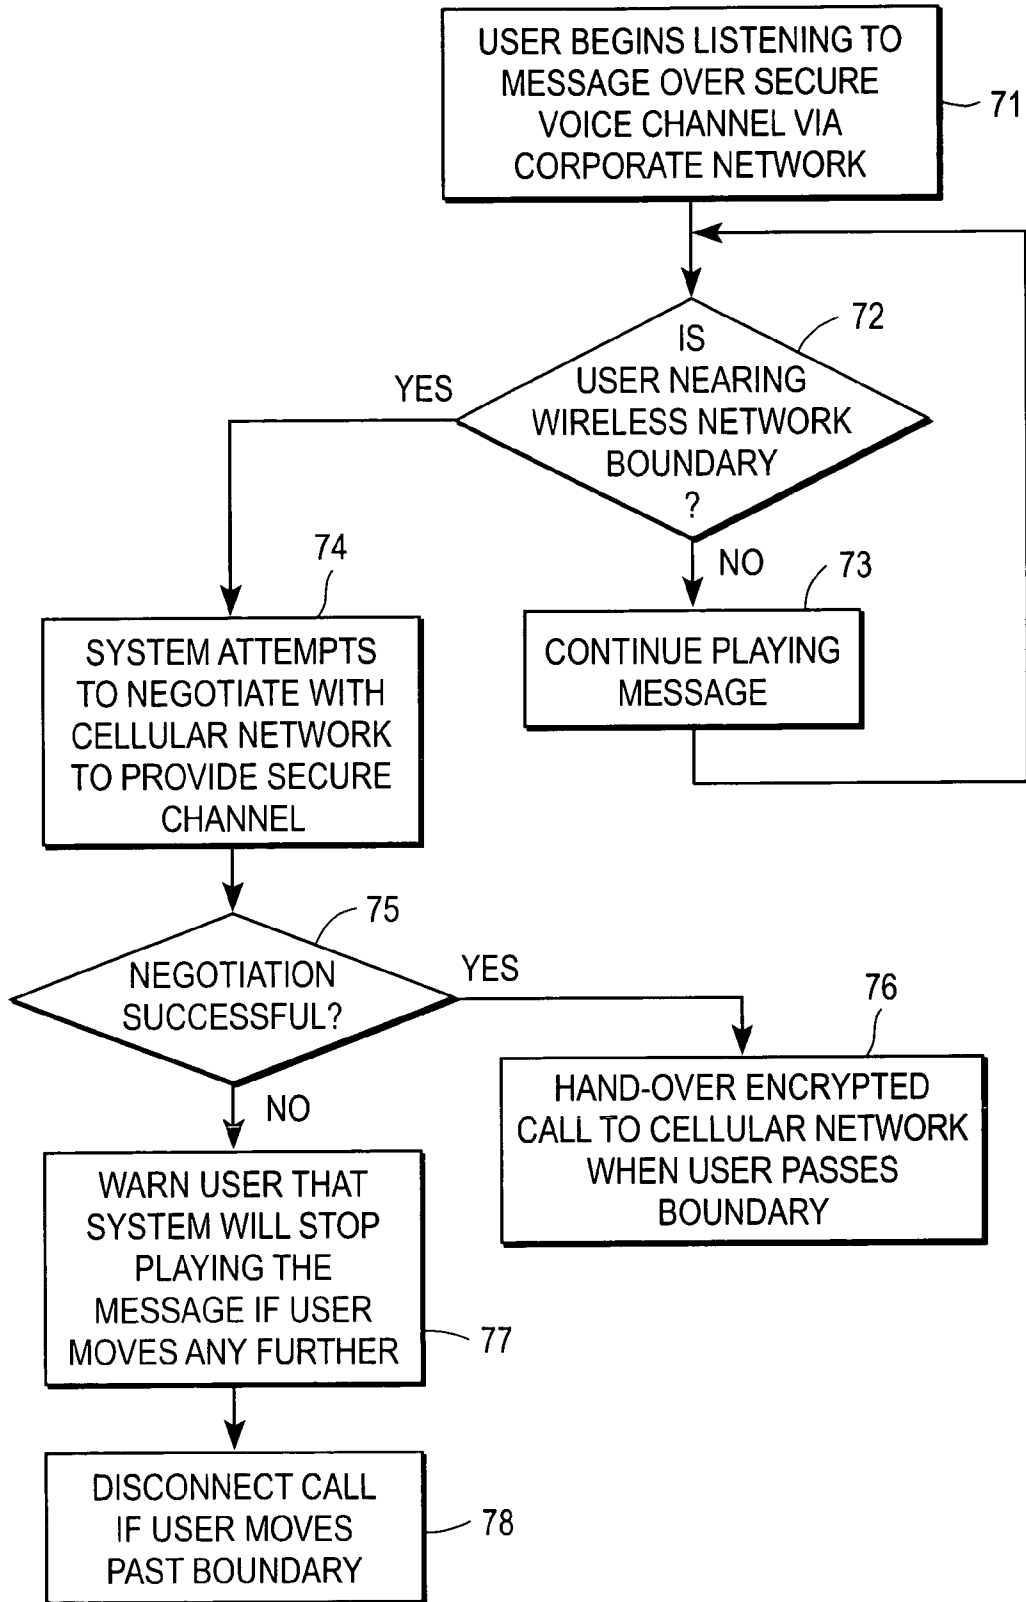 USER BEGINS LISTENING TO
MESSAGE OVER SECURE
VOICE CHANNEL VIA
CORPORATE NETWORK
71
72
IS
USER NEARING
WIRELESS NETWORK
BOUNDARY
?
YES
NO
73
CONTINUE PLAYING
MESSAGE
74
SYSTEM ATTEMPTS
TO NEGOTIATE WITH
CELLULAR NETWORK
TO PROVIDE SECURE
CHANNEL
75
NEGOTIATION
SUCCESSFUL?
YES
76
HAND-OVER ENCRYPTED
CALL TO CELLULAR NETWORK
WHEN USER PASSES
BOUNDARY
NO
WARN USER THAT
SYSTEM WILL STOP
PLAYING THE
MESSAGE IF USER
MOVES ANY FURTHER
77
DISCONNECT CALL
IF USER MOVES
PAST BOUNDARY
78